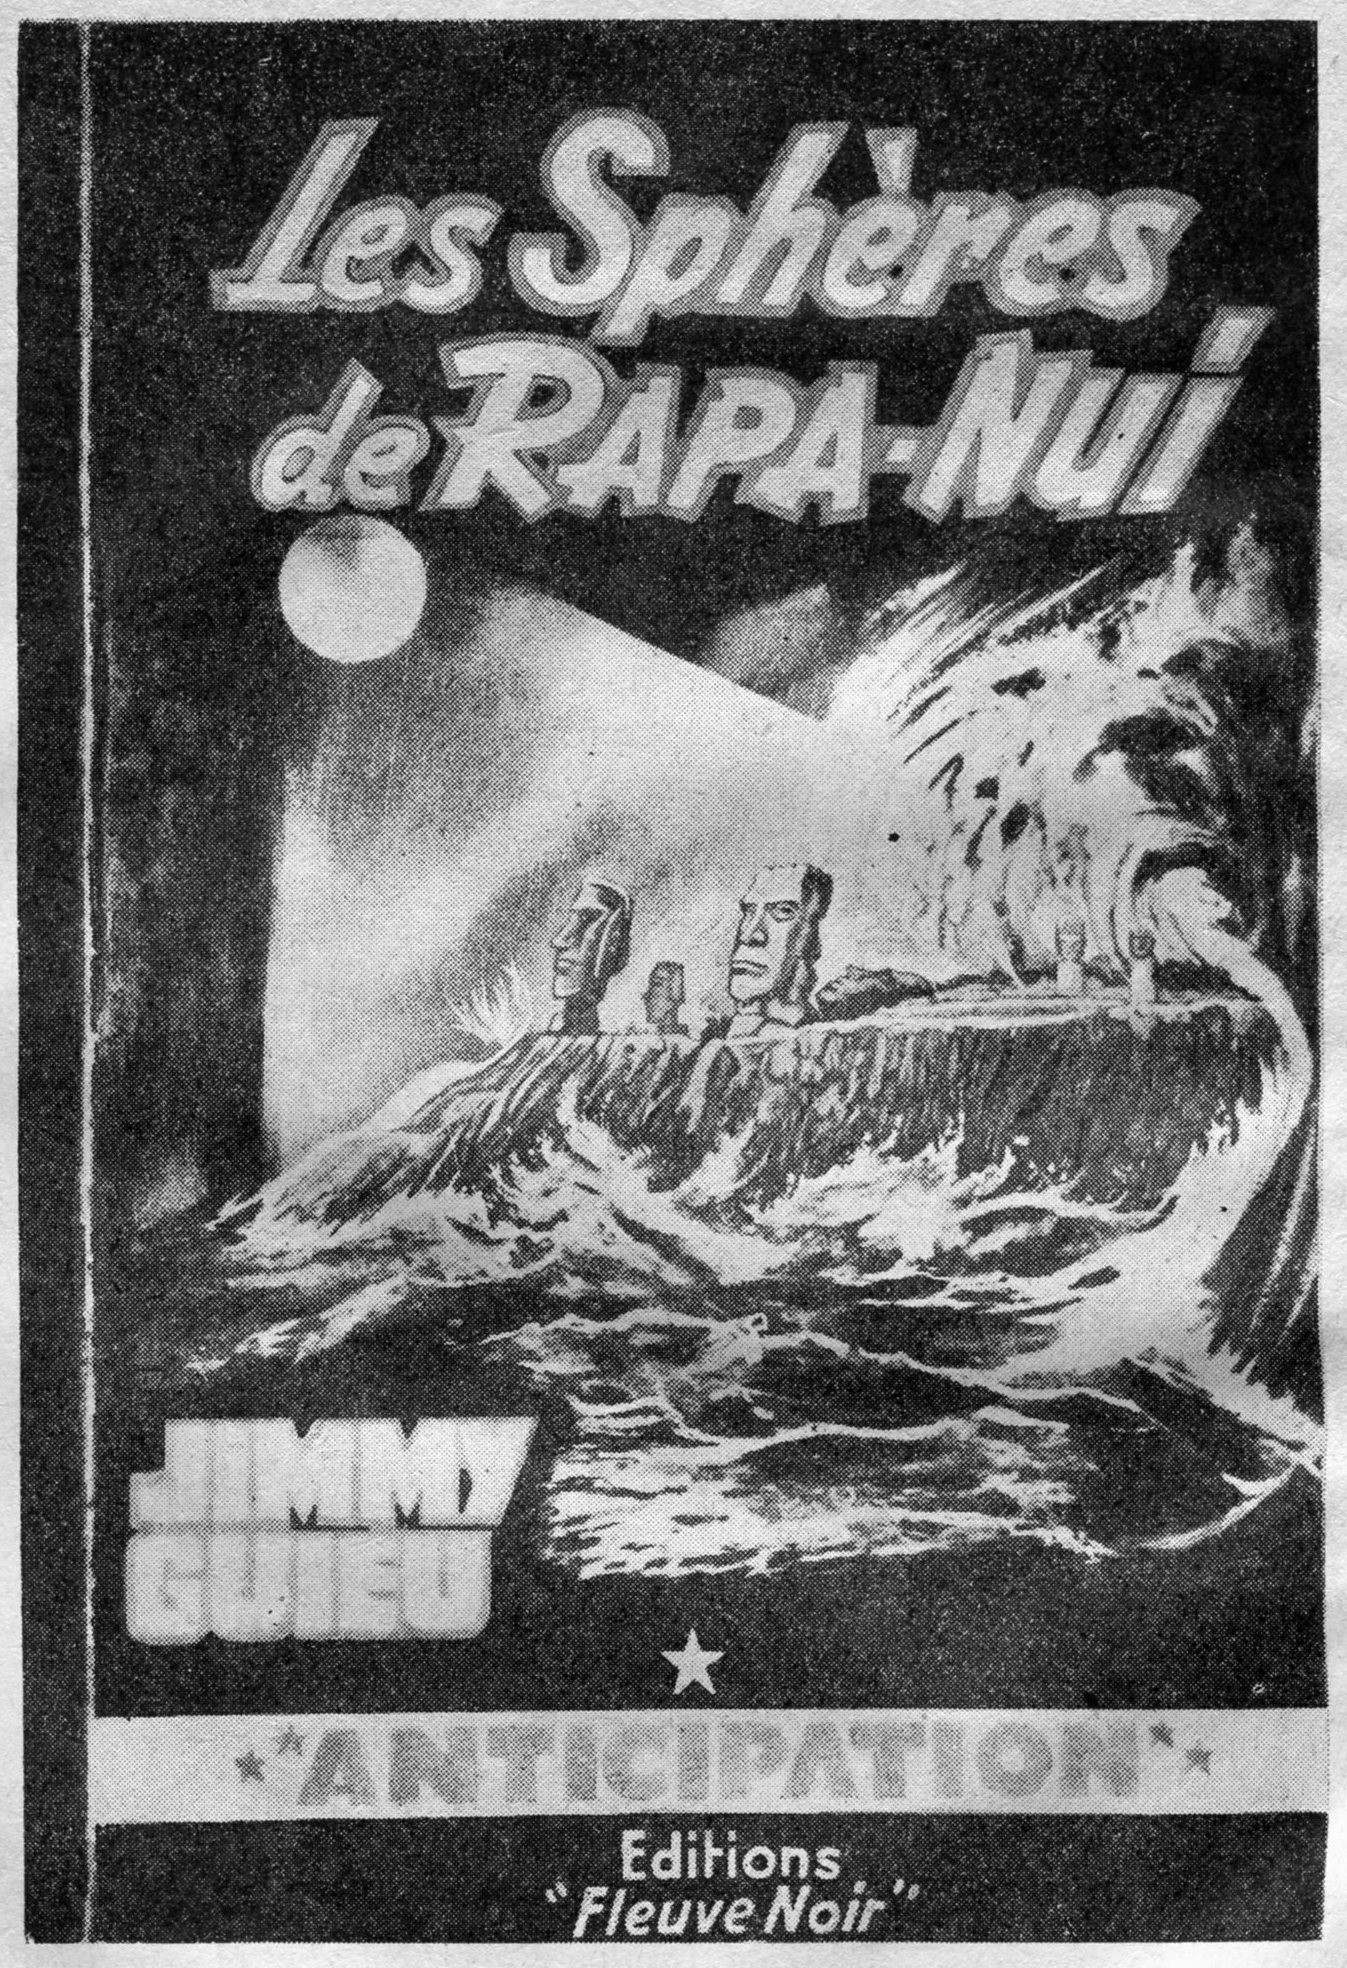 Les Sphères
de RAPA-NUI
JIMMY
GUIEU
ANTICIPATION
Editions
"Fleuve Noir"